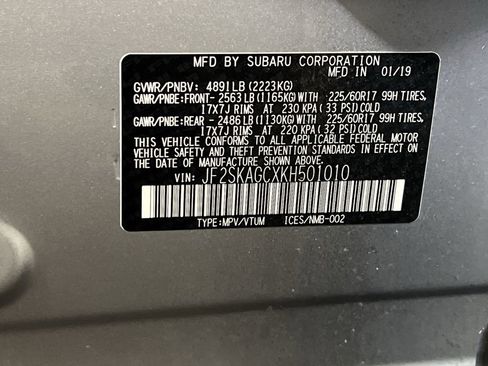 MFD BY SUBARU CORPORATION
MFD IN 01/19
GVWR/PNBV: 4891LB(2223KG)
GAWR/PNBE:FRONT-2563LB(1165KG)WITH 225/60R17 99H TIRES,
17X7J RIMS AT 230 KPA(33 PSI)COLD
GAWR/PNBE:REAR -2486LB(1130KG)WITH 225/60R17 99H TIRES,
17X7J RIMS AT 220 KPA(32 PSI)COLD
THIS VEHICLE CONFORMS TO ALL APPLICABLE FEDERAL MOTOR
VEHICLE SAFETY, BUMPER, AND THEFT PREVENTION STANDARDS
IN EFFECT ON THE DATE OF MANUFACTURE SHOWN ABOVE.
VIN: JF2SKAGCXKH501010
TYPE:MPV/VTUM ICES/NMB-002